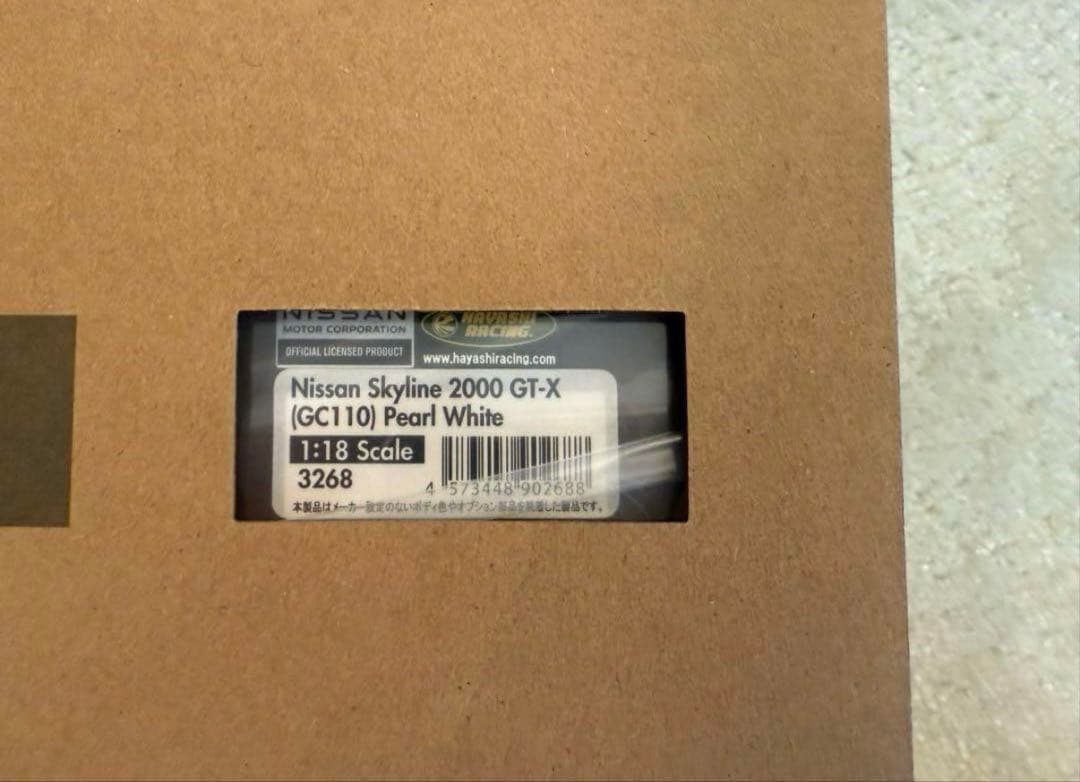 NISSAN
MOTOR CORPORATION
OFFICIAL LICENSED PRODUCT
HAYASHI
RACING.
www.hayashiracing.com
Nissan Skyline 2000 GT-X
(GC110) Pearl White
1:18 Scale
3268
4 573448 902688
本製品はメーカー設定のないボディ色やオプション部品を装着した製品です。